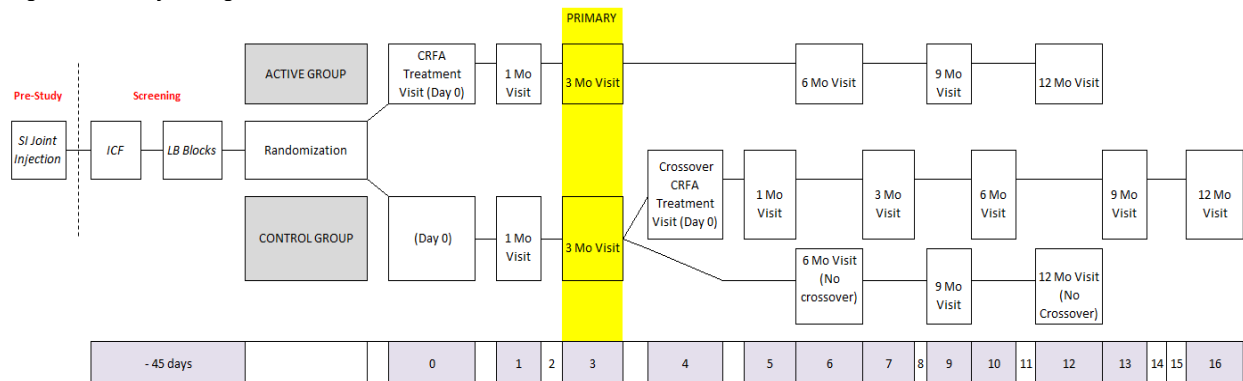 PRIMARY
ACTIVE GROUP
CRFA
Treatment
Visit (Day 0)
1 Mo
Visit
3 Mo Visit
6 Mo Visit
9 Mo
Visit
12 Mo Visit
Pre-Study
Screening
SI Joint
Injection
ICF
LB Blocks
Randomization
Crossover
CRFA
Treatment
Visit (Day 0)
1 Mo
Visit
3 Mo
Visit
6 Mo
Visit
9 Mo
Visit
12 Mo
Visit
CONTROL GROUP
(Day 0)
1 Mo
Visit
3 Mo Visit
6 Mo Visit
(No
crossover)
9 Mo
Visit
12 Mo Visit
(No
Crossover)
- 45 days 0 1 2 3 4 5 6 7 8 9 10 11 12 13 14 15 16